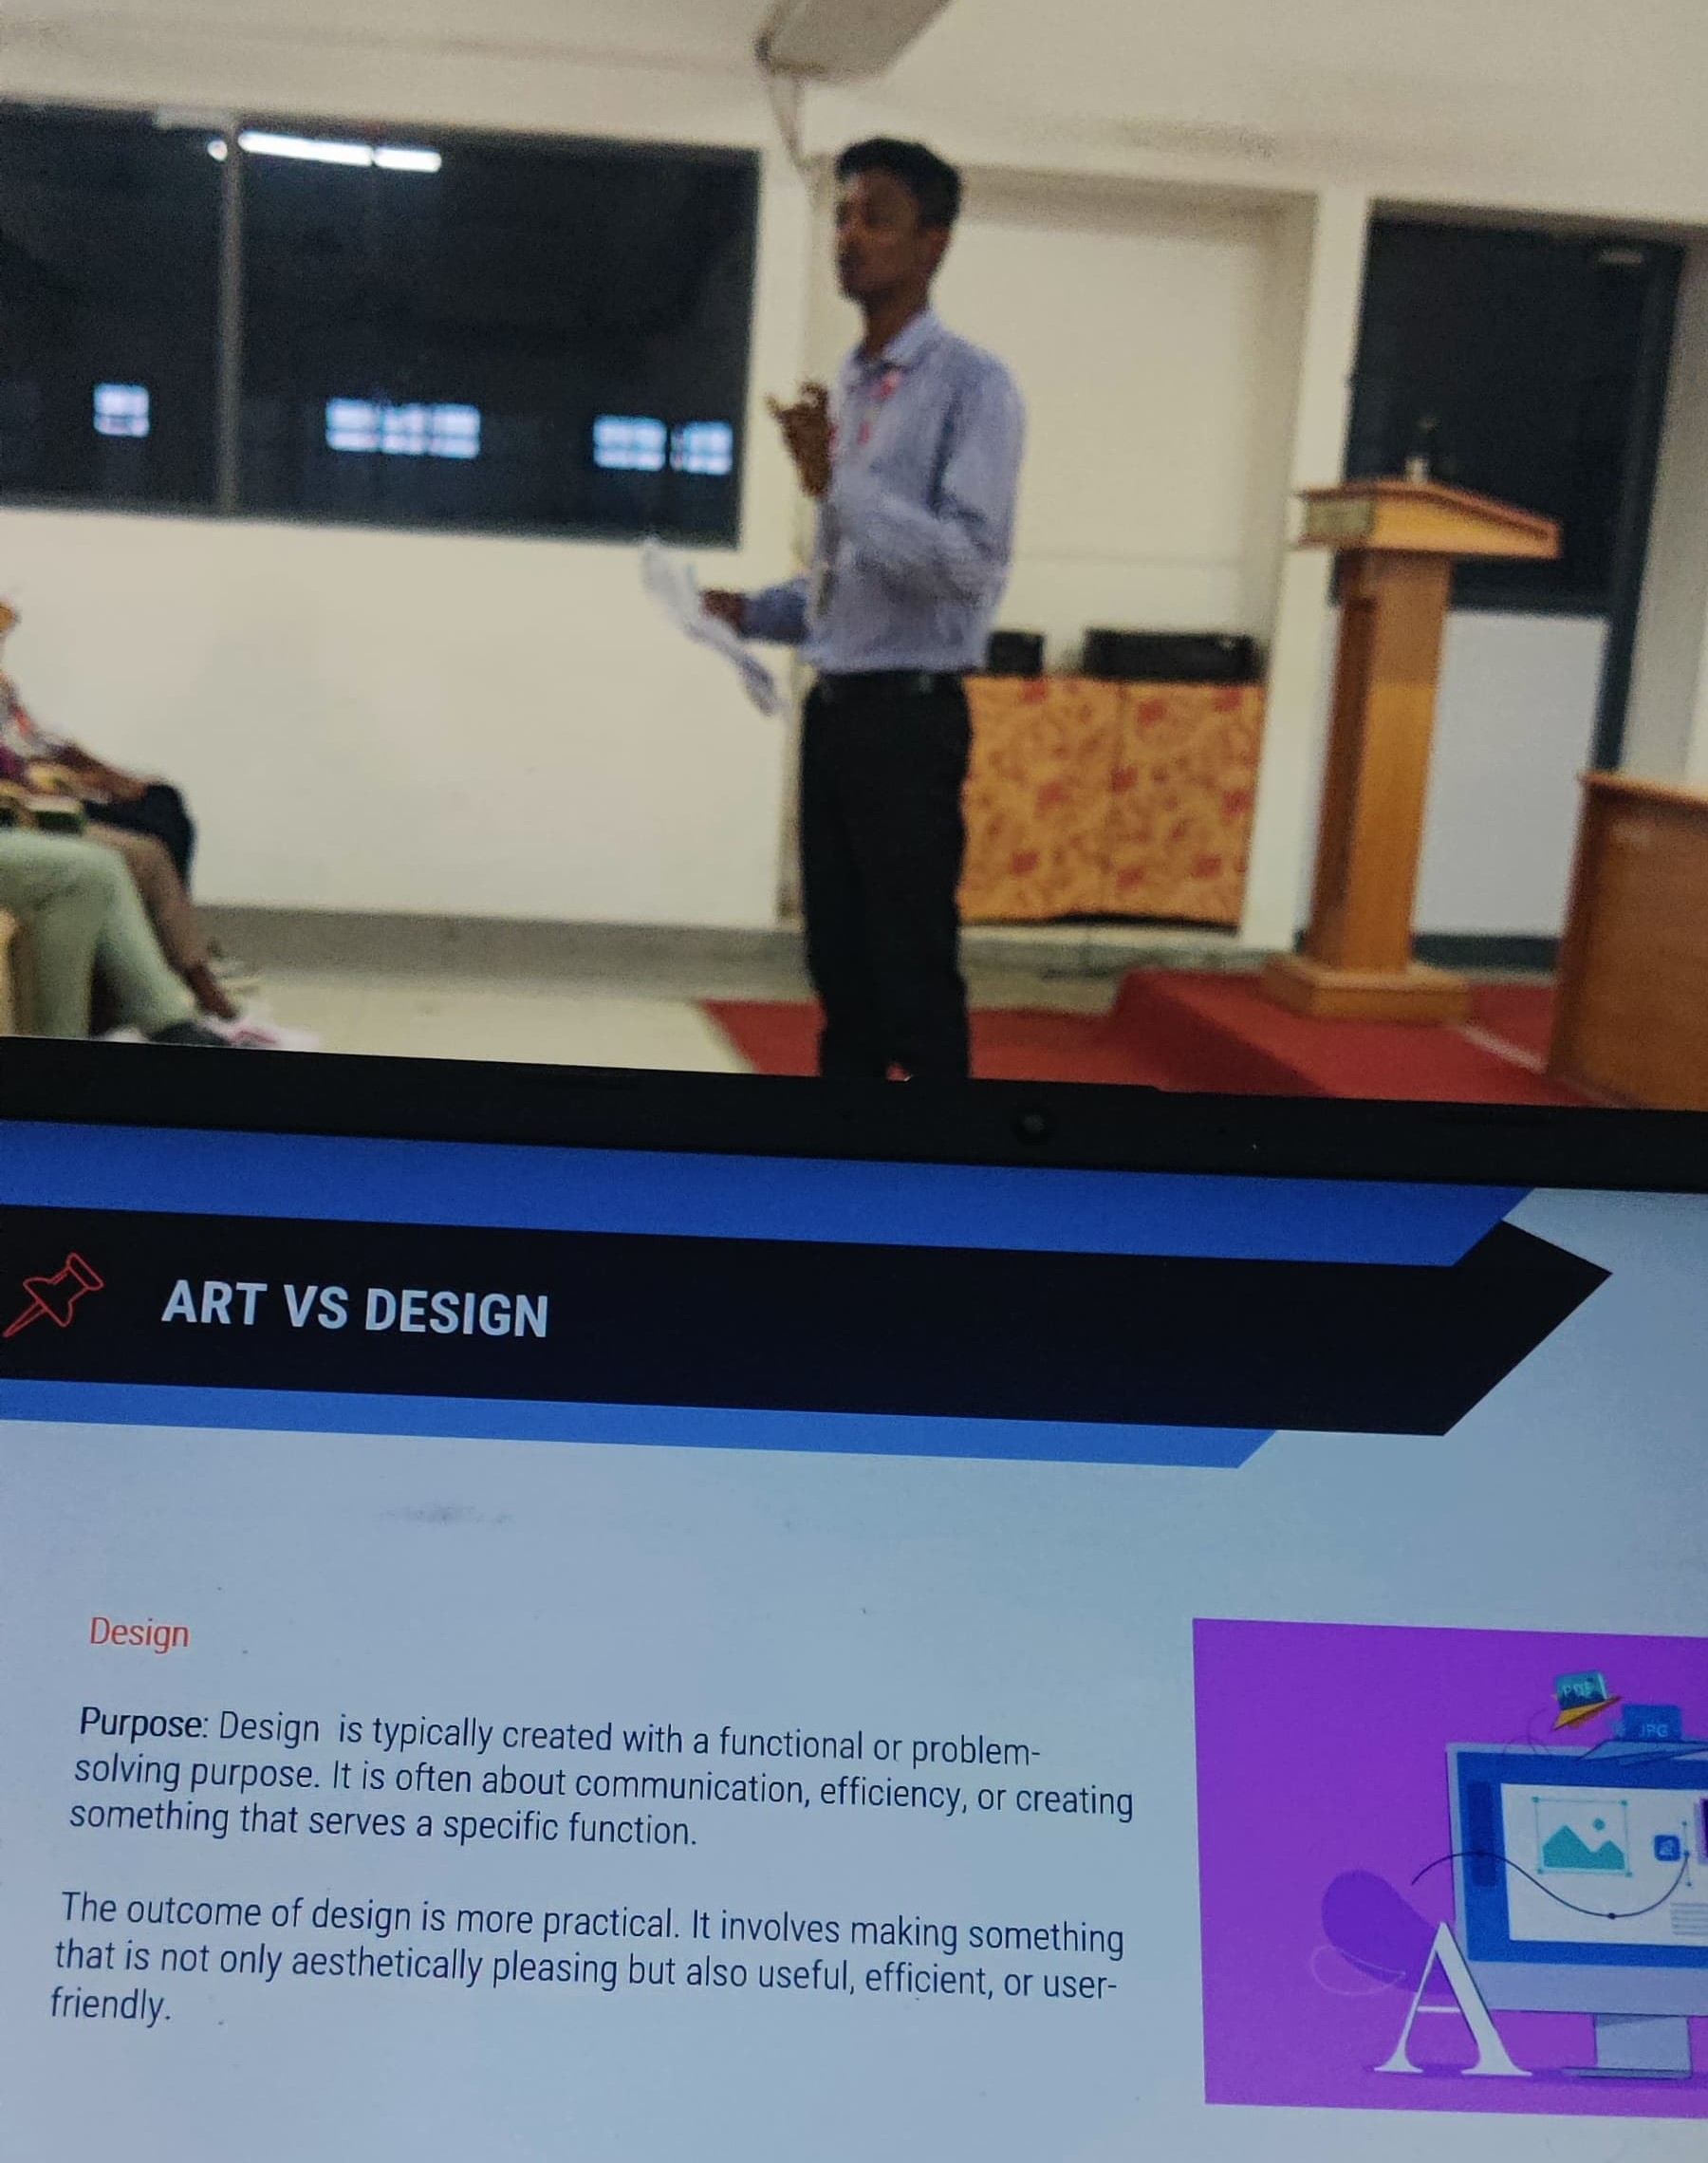 ART VS DESIGN
Design
Purpose: Design is typically created with a functional or problem-
solving purpose. It is often about communication, efficiency, or creating
something that serves a specific function.
The outcome of design is more practical. It involves making something
that is not only aesthetically pleasing but also useful, efficient, or user-
friendly.
PDF
JPG
A